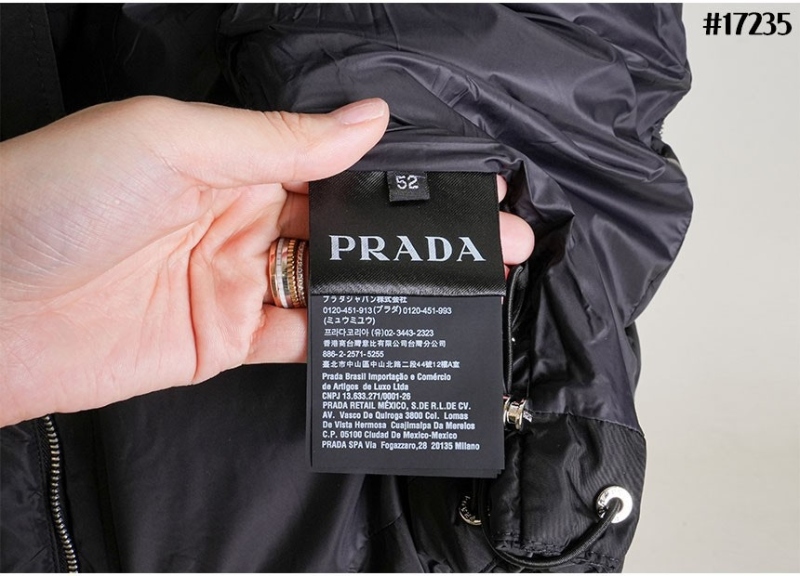 #17235
52
PRADA
プラダジャパン株式会社
0120-451-913(プラダ) 0120-451-993
(ミュウミュウ)
프라다코리아 (유) 02-3443-2323
香港商台灣意比有限公司台灣分公司
886-2-2571-5255
臺北市中山區中山北路二段44號12樓A室
Prada Brasil Importação e Comércio
de Artigos de Luxo Ltda
CNPJ 13.633.271/0001-26
PRADA RETAIL MÉXICO, S.DE R.L.DE CV.
AV. Vasco De Quiroga 3800 Col. Lomas
De Vista Hermosa Cuajimalpa Da Morelos
C.P. 05100 Ciudad De Mexico-Mexico
PRADA SPA Via Fogazzaro,28 20135 Milano